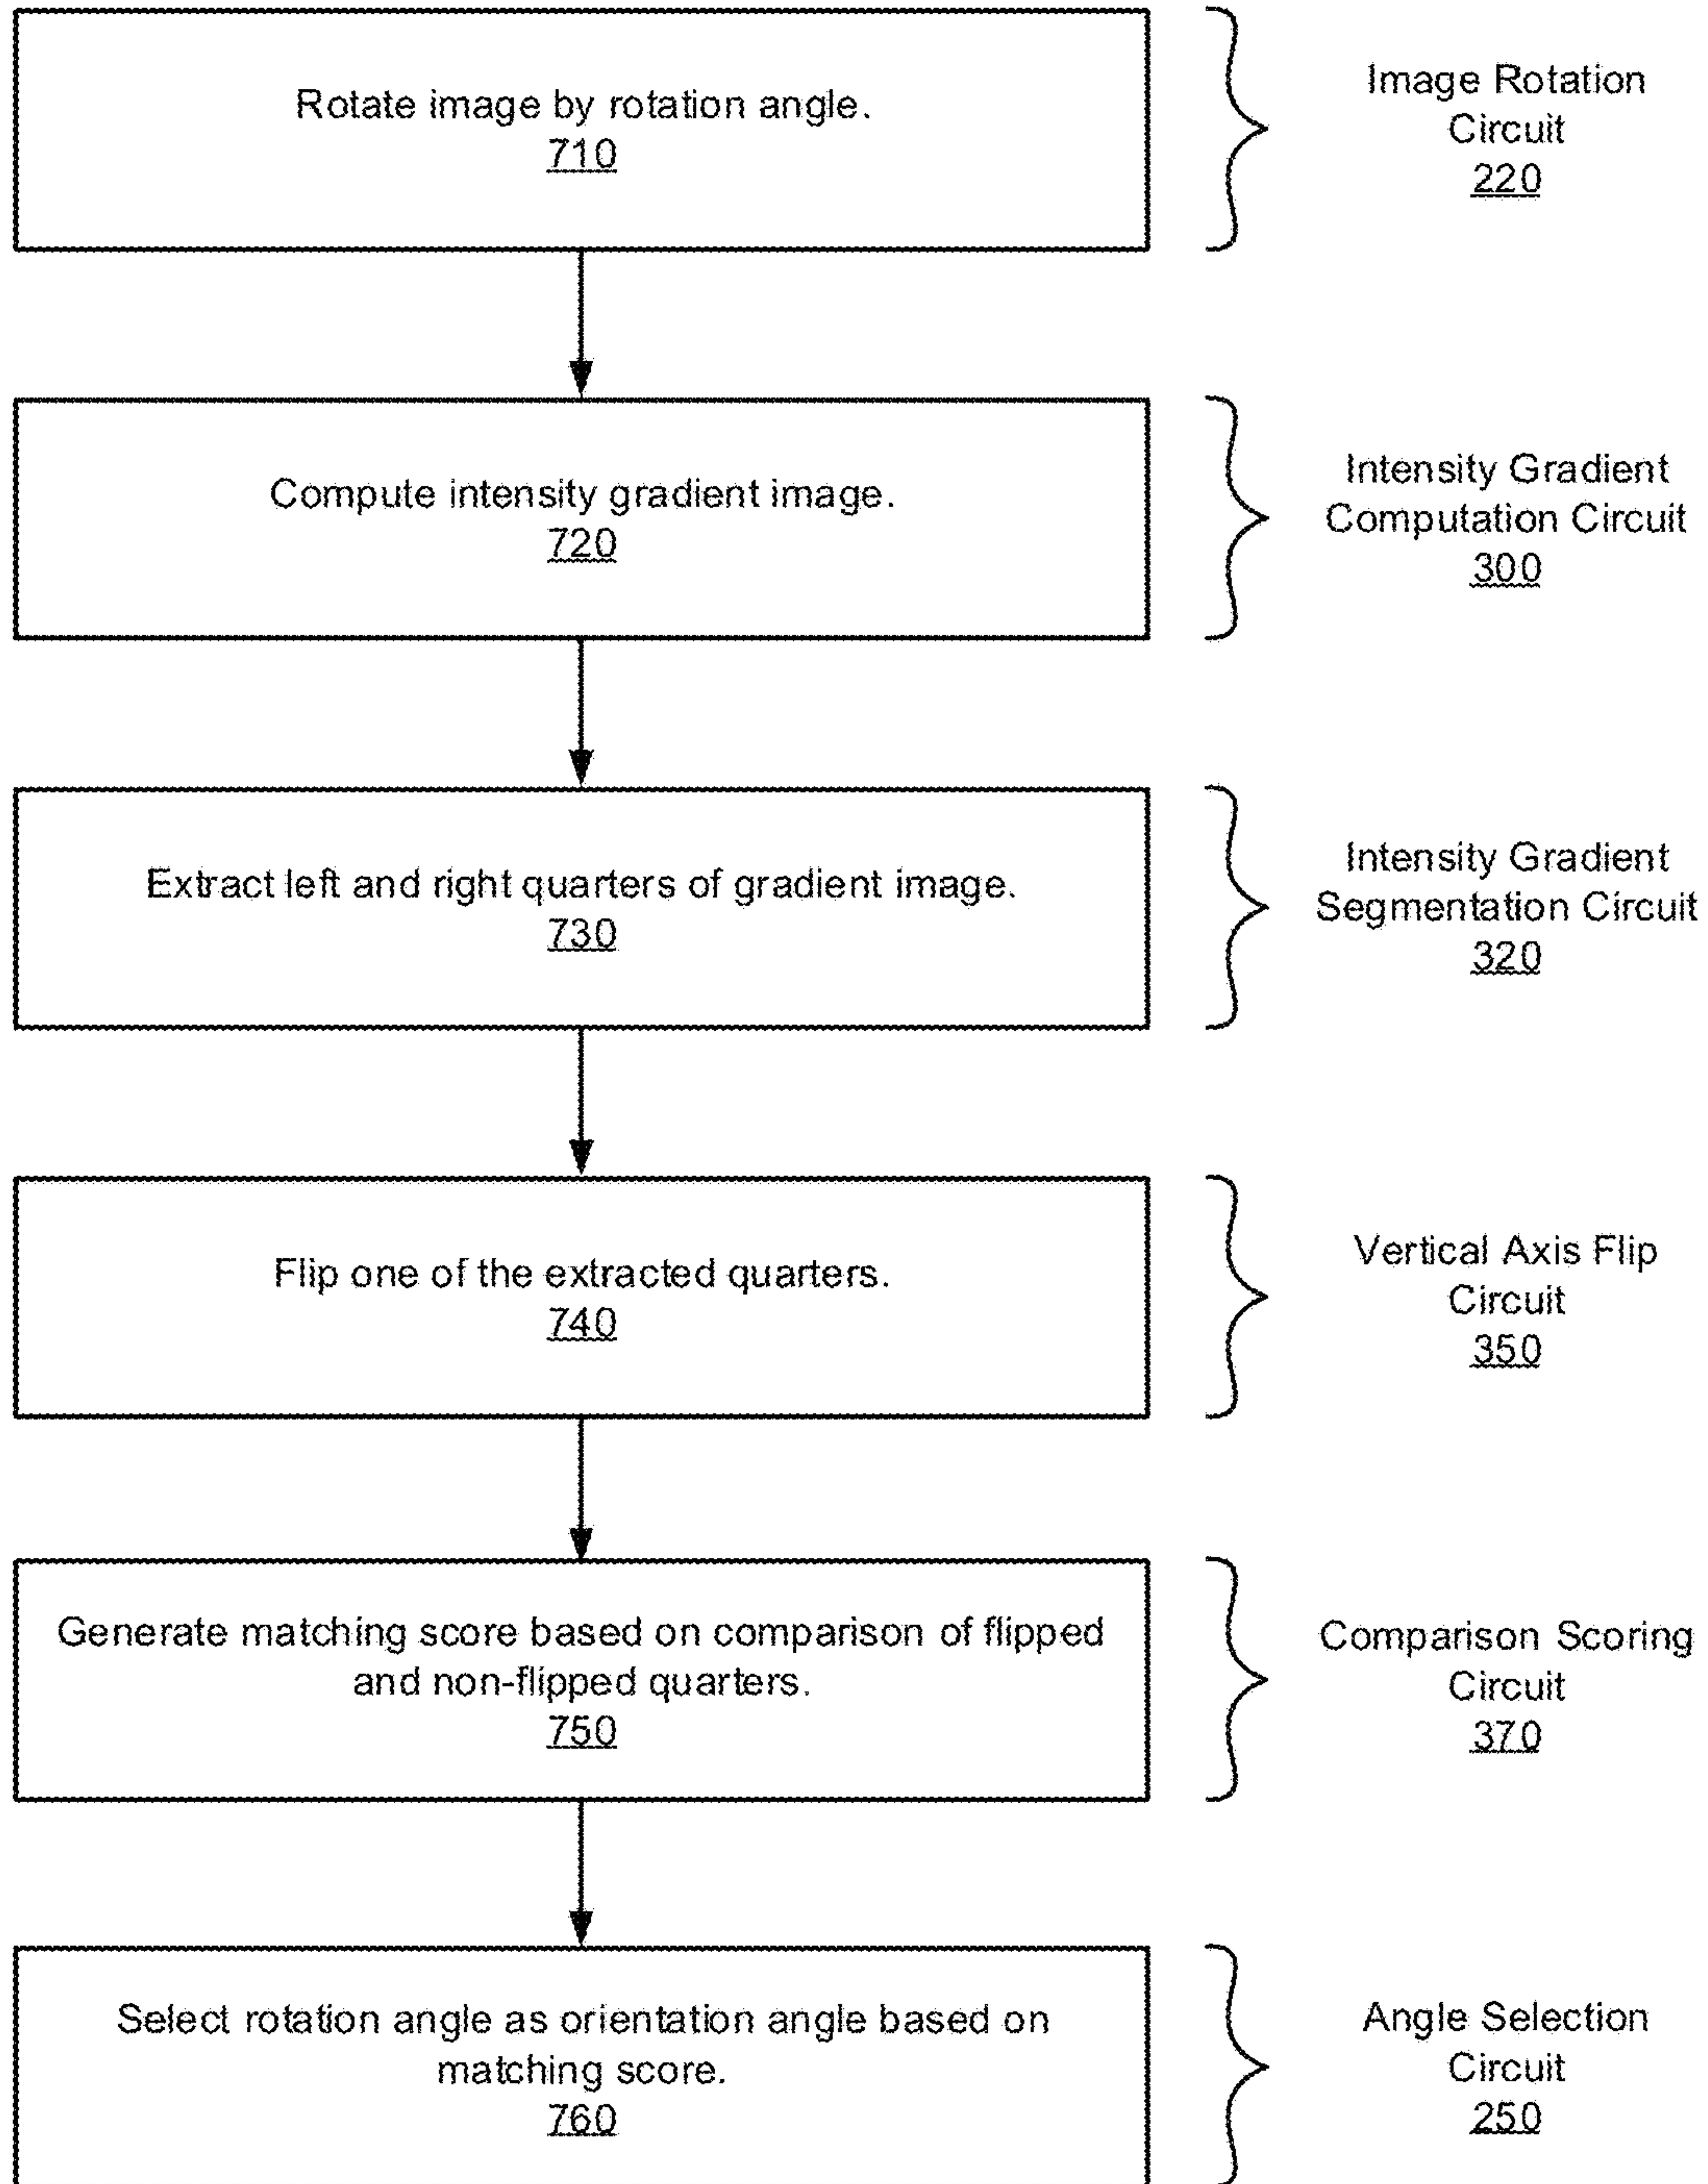 Rotate image by rotation angle.
710
Image Rotation
Circuit
220
Compute intensity gradient image.
720
Intensity Gradient
Computation Circuit
300
Extract left and right quarters of gradient image.
730
Intensity Gradient
Segmentation Circuit
320
Flip one of the extracted quarters.
740
Vertical Axis Flip
Circuit
350
Generate matching score based on comparison of flipped
and non-flipped quarters.
750
Comparison Scoring
Circuit
370
Select rotation angle as orientation angle based on
matching score.
760
Angle Selection
Circuit
250